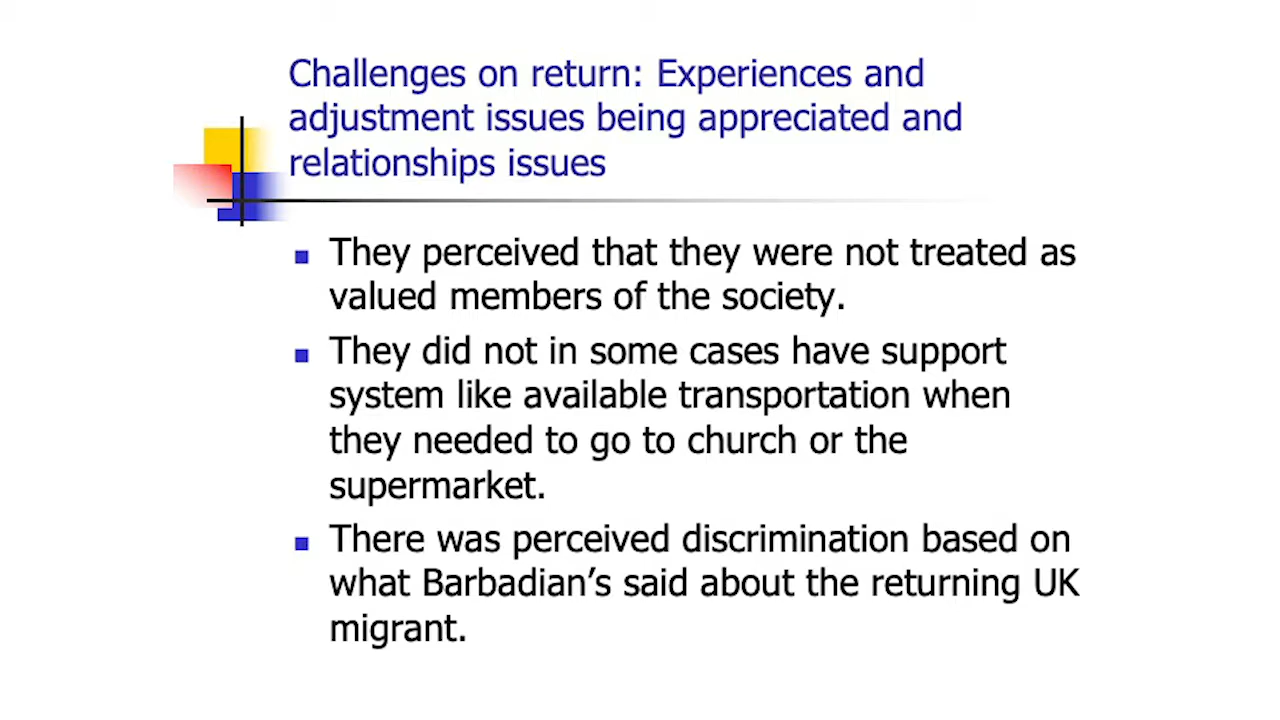 Challenges on return: Experiences and
adjustment issues being appreciated and
relationships issues
They perceived that they were not treated as
valued members of the society.
They did not in some cases have support
system like available transportation when
they needed to go to church or the
supermarket.
There was perceived discrimination based on
what Barbadian’s said about the returning UK
migrant.